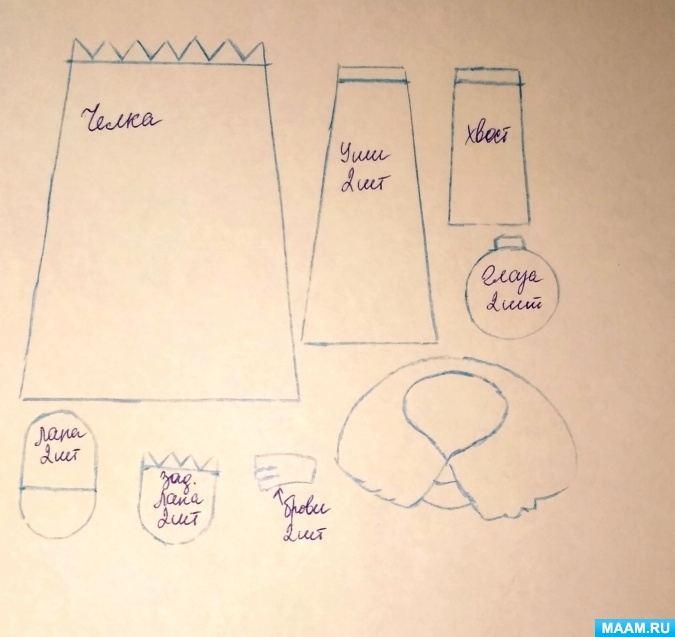 Челка
Уши
2шт
хвост
Глаза
2шт
лапа
2шт
зад.
лапа
2шт
брови
2шт
MAAM.RU